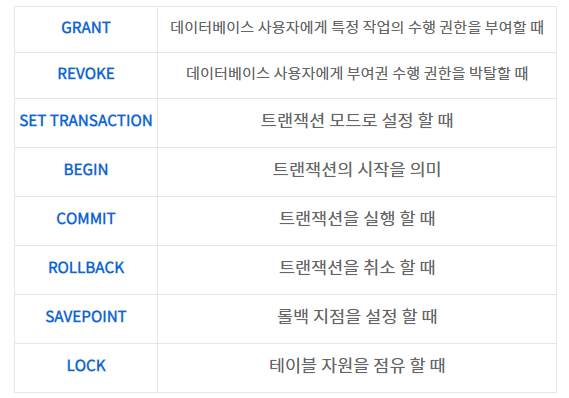 GRANT 데이터베이스 사용자에게 특정 작업의 수행 권한을 부여할 때
REVOKE 데이터베이스 사용자에게 부여권 수행 권한을 박탈할 때
SET TRANSACTION 트랜잭션 모드로 설정 할 때
BEGIN 트랜잭션의 시작을 의미
COMMIT 트랜잭션을 실행 할 때
ROLLBACK 트랜잭션을 취소 할 때
SAVEPOINT 롤백 지점을 설정 할 때
LOCK 테이블 자원을 점유 할 때